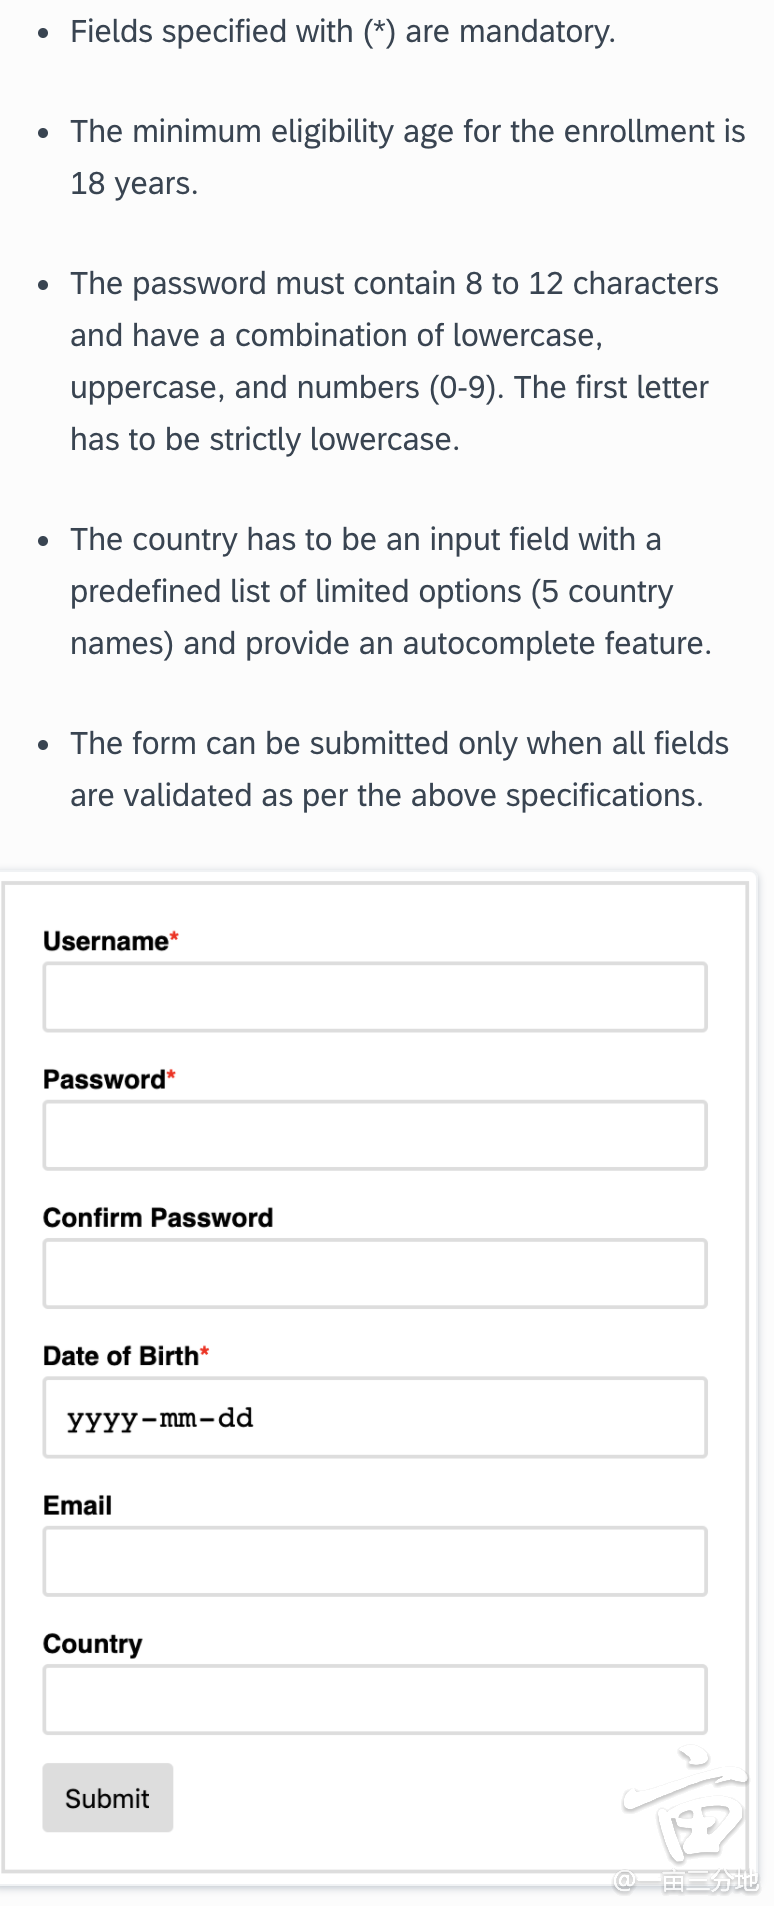 • Fields specified with (*) are mandatory.
• The minimum eligibility age for the enrollment is
18 years.
• The password must contain 8 to 12 characters
and have a combination of lowercase,
uppercase, and numbers (0-9). The first letter
has to be strictly lowercase.
• The country has to be an input field with a
predefined list of limited options (5 country
names) and provide an autocomplete feature.
• The form can be submitted only when all fields
are validated as per the above specifications.
Username*
Password*
Confirm Password
Date of Birth*
yyyy-mm-dd
Email
Country
Submit
亩
@一亩三分地